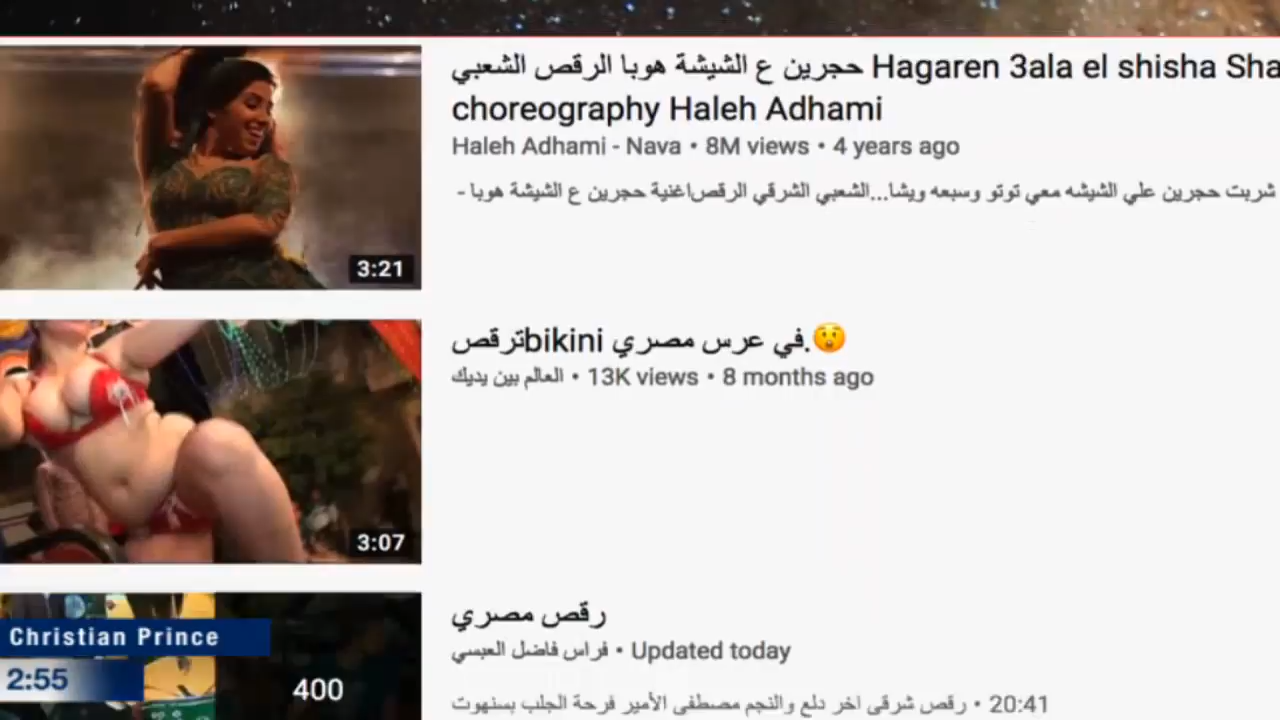 حجرين ع الشيشة هوبا الرقص الشعبي Hagaren 3ala el shisha Sha
choreography Haleh Adhami
Haleh Adhami - Nava • 8M views • 4 years ago
شربت حجرين علي الشيشه معي توتو وسبعه ويشا...الشعبي الشرقي الرقصاغنية حجرين ع الشيشة هوبا -
3:21
ترقصbikini في عرس مصري.😲
العالم بين يديك • 13K views • 8 months ago
3:07
رقص مصري
فراس فاضل العبسي • Updated today
رقص شرقي اخر دلع والنجم مصطفى الأمير فرحة الجلب بسنهوت • 20:41
400
Christian Prince
2:55